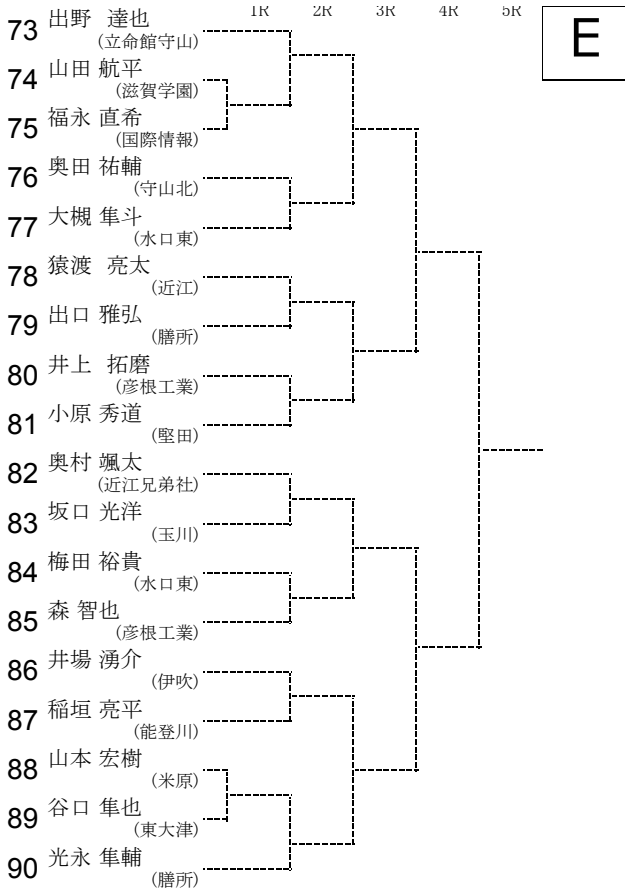 1R 2R 3R 4R 5R
E
73 出野 達也
(立命館守山)
74 山田 航平
(滋賀学園)
75 福永 直希
(国際情報)
76 奥田 祐輔
(守山北)
77 大槻 隼斗
(水口東)
78 猿渡 亮太
(近江)
79 出口 雅弘
(膳所)
80 井上 拓磨
(彦根工業)
81 小原 秀道
(堅田)
82 奥村 颯太
(近江兄弟社)
83 坂口 光洋
(玉川)
84 梅田 裕貴
(水口東)
85 森 智也
(彦根工業)
86 井場 湧介
(伊吹)
87 稲垣 亮平
(能登川)
88 山本 宏樹
(米原)
89 谷口 隼也
(東大津)
90 光永 隼輔
(膳所)